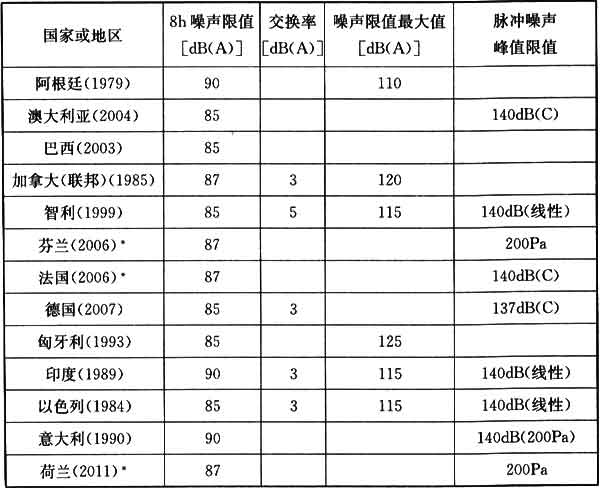 国家或地区 8h 噪声限值 [dB(A)] 交换率 [dB(A)] 噪声限值最大值 [dB(A)] 脉冲噪声 峰值限值
阿根廷(1979) 90 110
澳大利亚(2004) 85 140dB(C)
巴西(2003) 85
加拿大(联邦)(1985) 87 3 120
智利(1999) 85 5 115 140dB(线性)
芬兰(2006)* 87 200Pa
法国(2006)* 87 140dB(C)
德国(2007) 85 3 137dB(C)
匈牙利(1993) 85 125
印度(1989) 90 3 115 140dB(线性)
以色列(1984) 85 3 115 140dB(线性)
意大利(1990) 90 140dB(200Pa)
荷兰(2011)* 87 200Pa